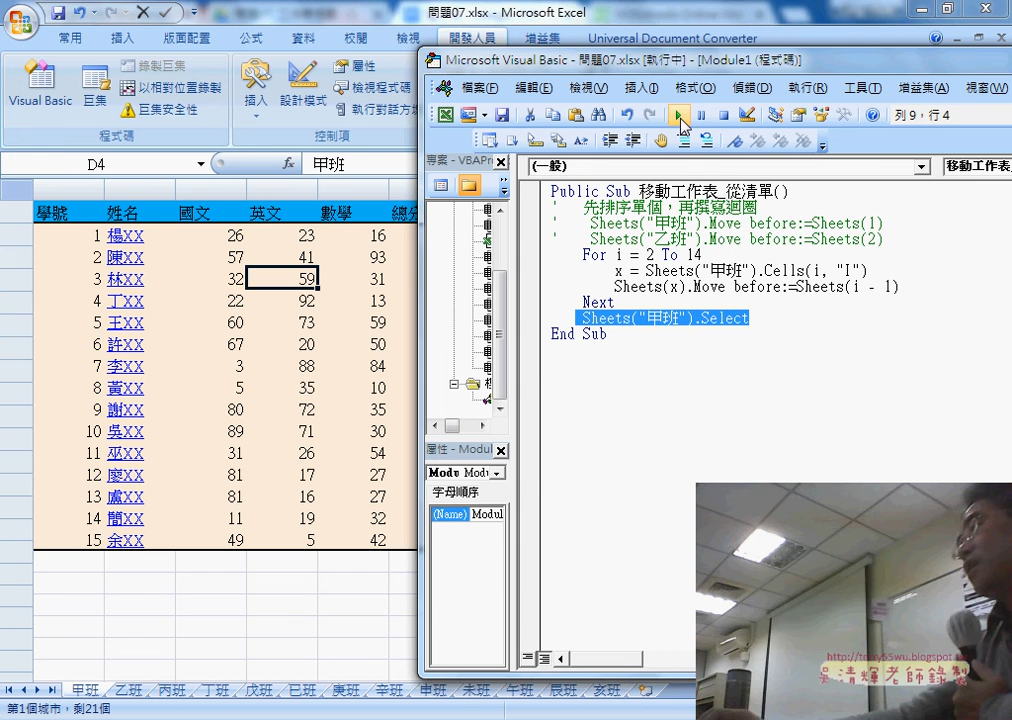 問題07.xlsx - Microsoft Excel
常用 插入 版面配置 公式 資料 校閱 檢視 開發人員 增益集 Universal Document Converter
Visual Basic 巨集 錄製巨集 以相對位置錄製 巨集安全性
插入 設計模式 屬性 檢視程式碼 執行對話方
程式碼 控制項
D4 fx 甲班
學號 姓名 國文 英文 數學 總分
1 楊XX 26 23 16
2 陳XX 57 41 93
3 林XX 32 59 31
4 丁XX 22 92 13
5 王XX 60 73 59
6 許XX 67 20 50
7 李XX 3 88 84
8 黃XX 5 35 10
9 謝XX 80 72 35
10 吳XX 89 71 30
11 巫XX 31 26 54
12 廖XX 81 17 27
13 盧XX 81 16 27
14 簡XX 11 19 32
15 余XX 49 5 42
甲班 乙班 丙班 丁班 戊班 已班 庚班 辛班 申班 未班 午班 辰班 亥班
第1個城市，剩21個
Microsoft Visual Basic - 問題07.xlsx [執行中] - [Module1 (程式碼)]
檔案(F) 編輯(E) 檢視(V) 插入(I) 格式(O) 偵錯(D) 執行(R) 工具(T) 增益集(A) 視窗(W)
列 9，行 4
專案 - VBAPr
屬性 - Modul
Modu Modu
字母順序
(Name) Modul
(一般) 移動工作表
Public Sub 移動工作表_從清單()
' 先排序單個，再撰寫迴圈
' Sheets("甲班").Move before:=Sheets(1)
' Sheets("乙班").Move before:=Sheets(2)
For i = 2 To 14
x = Sheets("甲班").Cells(i, "I")
Sheets(x).Move before:=Sheets(i - 1)
Next
Sheets("甲班").Select
End Sub
吳清輝老師錄製